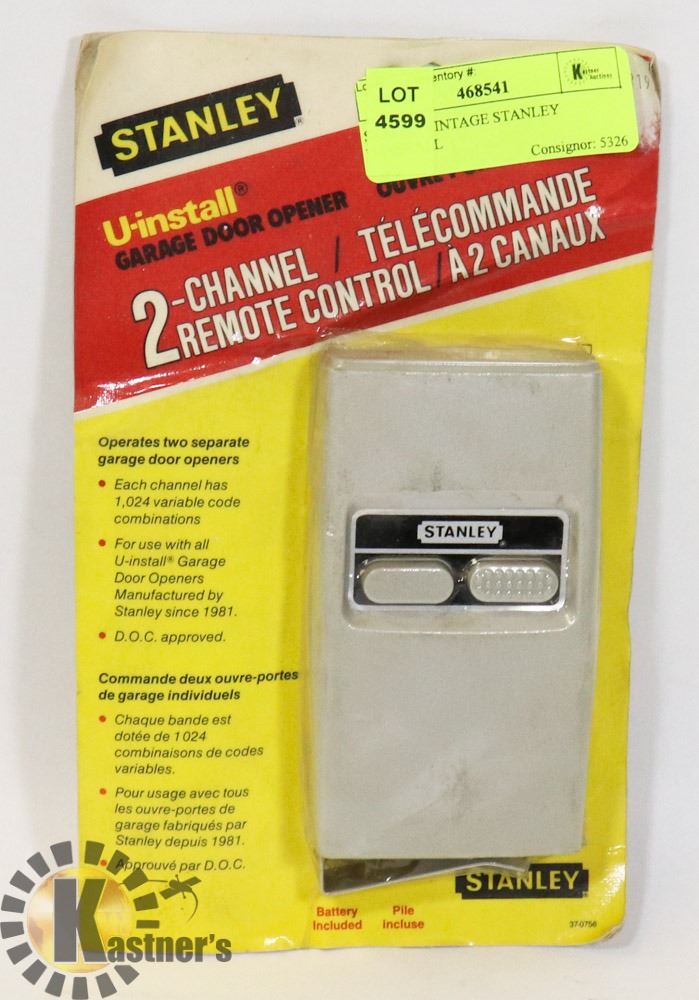 STANLEY®
U-install®
GARAGE DOOR OPENER
2-CHANNEL / TÉLÉCOMMANDE
REMOTE CONTROL / À 2 CANAUX
LOT
4599
468541
Kastner
Auctions
INTAGE STANLEY
L
Consignor: 5326
Operates two separate
garage door openers
• Each channel has
1,024 variable code
combinations
• For use with all
U-install® Garage
Door Openers
Manufactured by
Stanley since 1981.
• D.O.C. approved.
Commande deux ouvre-portes
de garage individuels
• Chaque bande est
dotée de 1 024
combinaisons de codes
variables.
• Pour usage avec tous
les ouvre-portes de
garage fabriqués par
Stanley depuis 1981.
• Approuvé par D.O.C.
STANLEY®
STANLEY®
Battery
Included
Pile
incluse
37-0756
Kastner's